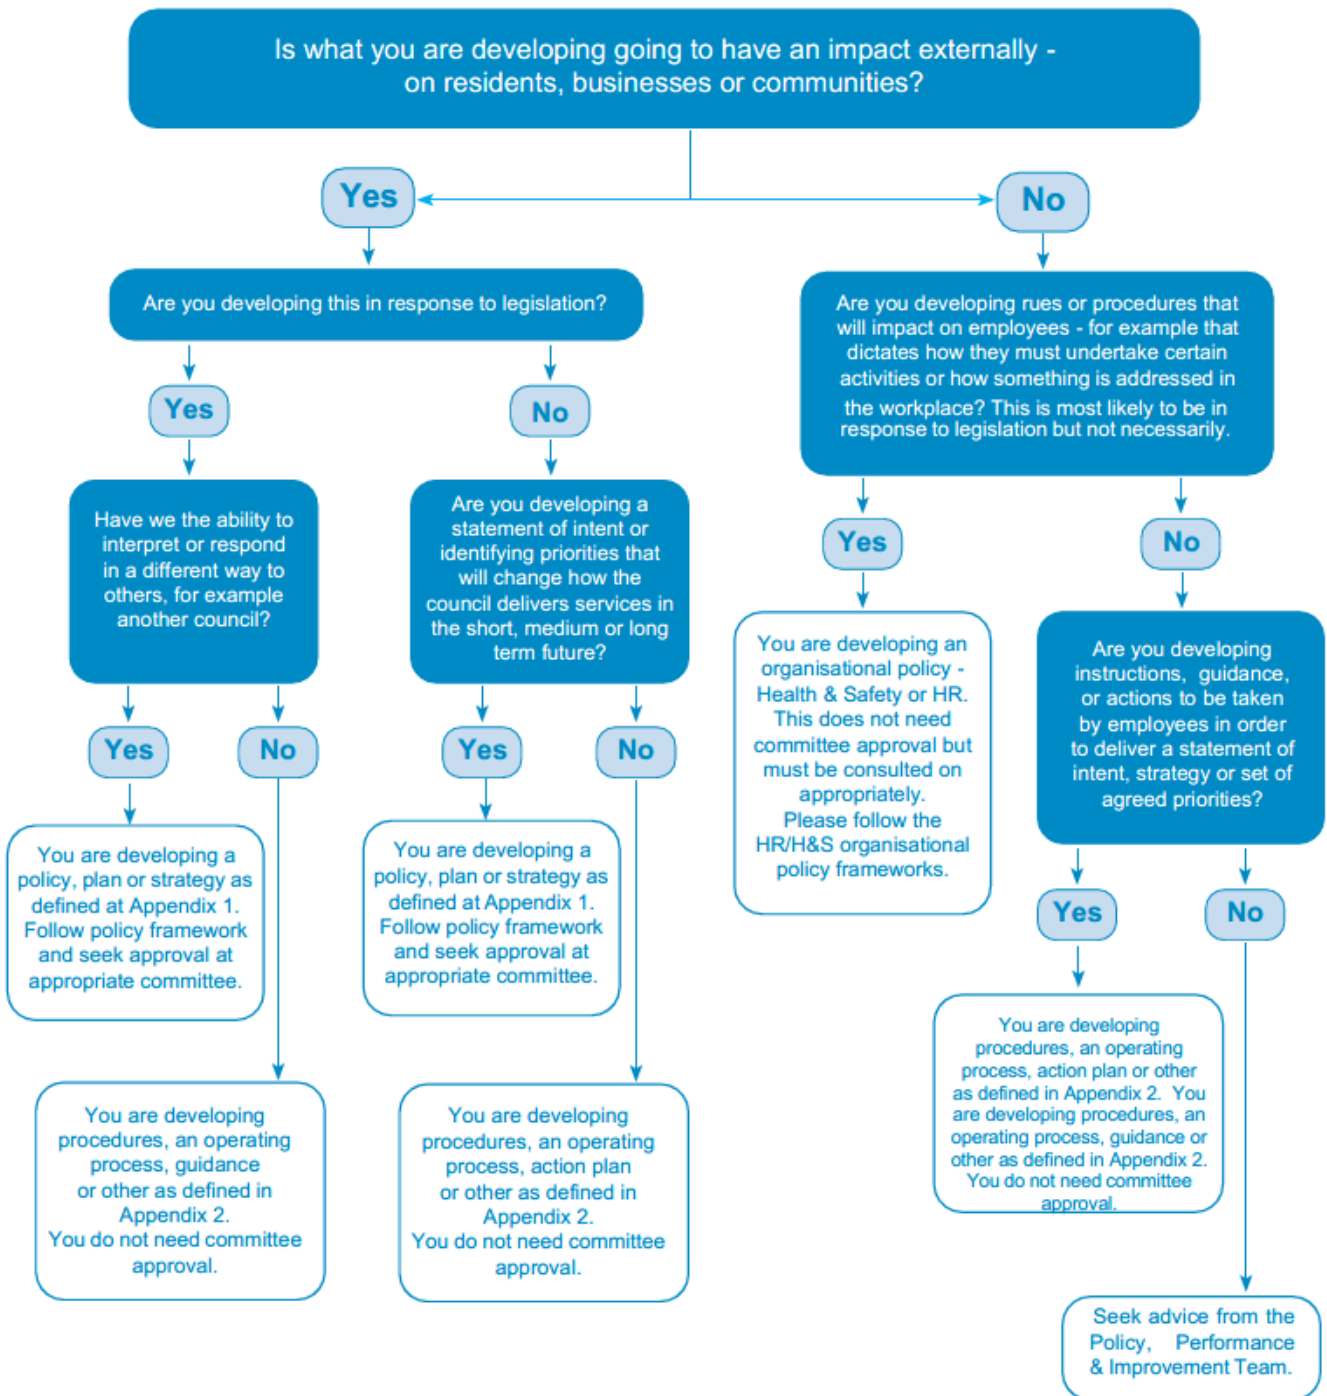 Is what you are developing going to have an impact externally -
on residents, businesses or communities?
Yes
No
Are you developing this in response to legislation?
Yes
No
Have we the ability to
interpret or respond
in a different way to
others, for example
another council?
Are you developing a
statement of intent or
identifying priorities that
will change how the
council delivers services in
the short, medium or long
term future?
Yes
No
Yes
No
You are developing a
policy, plan or strategy as
defined at Appendix 1.
Follow policy framework
and seek approval at
appropriate committee.
You are developing a
policy, plan or strategy as
defined at Appendix 1.
Follow policy framework
and seek approval at
appropriate committee.
You are developing
procedures, an operating
process, guidance
or other as defined in
Appendix 2.
You do not need committee
approval.
You are developing
procedures, an operating
process, action plan
or other as defined in
Appendix 2.
You do not need committee
approval.
Are you developing rues or procedures that
will impact on employees - for example that
dictates how they must undertake certain
activities or how something is addressed in
the workplace? This is most likely to be in
response to legislation but not necessarily.
Yes
No
You are developing an
organisational policy -
Health & Safety or HR.
This does not need
committee approval but
must be consulted on
appropriately.
Please follow the
HR/H&S organisational
policy frameworks.
Are you developing
instructions, guidance,
or actions to be taken
by employees in order
to deliver a statement of
intent, strategy or set of
agreed priorities?
Yes
No
You are developing
procedures, an operating
process, action plan or other
as defined in Appendix 2. You
are developing procedures, an
operating process, guidance or
other as defined in Appendix 2.
You do not need committee
approval.
Seek advice from the
Policy, Performance
& Improvement Team.